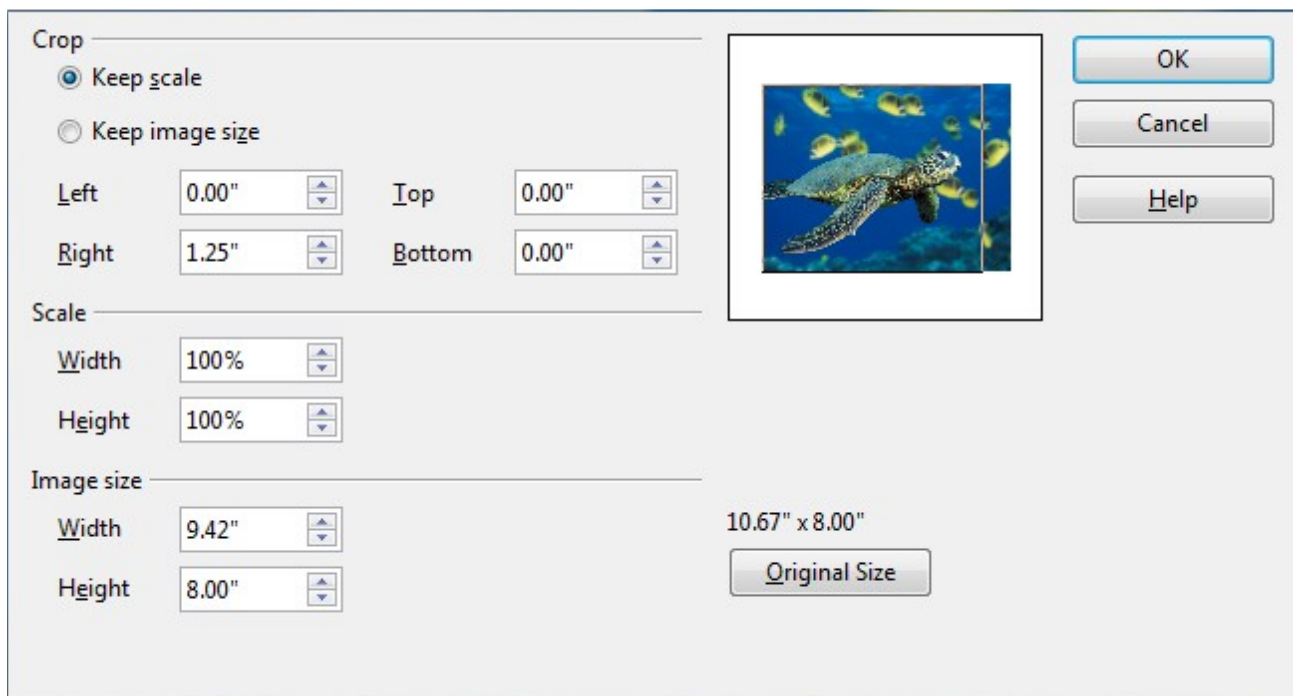 Crop
Keep scale
Keep image size
Left 0.00" Top 0.00"
Right 1.25" Bottom 0.00"
Scale
Width 100%
Height 100%
Image size
Width 9.42"
Height 8.00"
10.67" x 8.00"
Original Size
OK
Cancel
Help